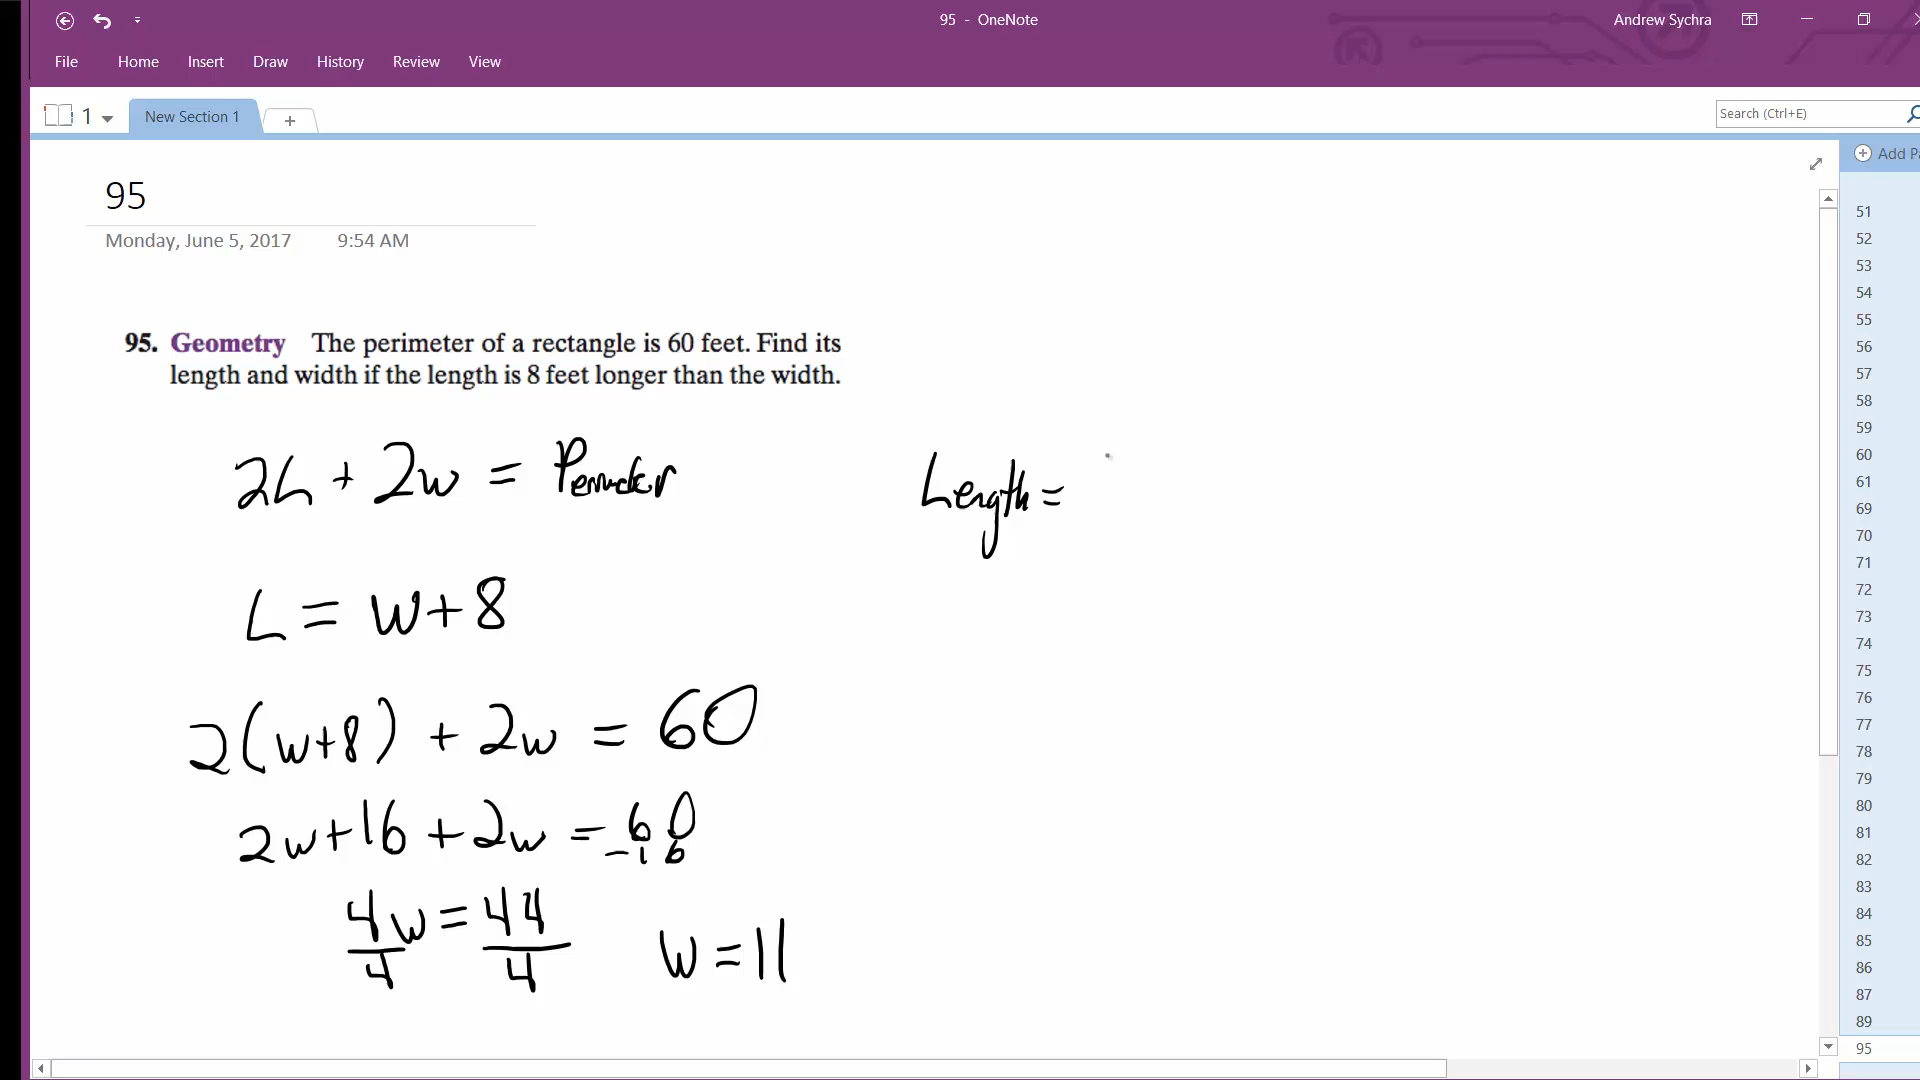 95 - OneNote
Andrew Sychra
File Home Insert Draw History Review View
1
New Section 1
+
Search (Ctrl+E)
Add Pa
95
Monday, June 5, 2017 9:54 AM
95. Geometry The perimeter of a rectangle is 60 feet. Find its
length and width if the length is 8 feet longer than the width.
2L + 2w = Perimeter
Length =
L = w+8
2(w+8) + 2w = 60
2w+16 + 2w = 60
-16
4w = 44
4 4
w = 11
51
52
53
54
55
56
57
58
59
60
61
69
70
71
72
73
74
75
76
77
78
79
80
81
82
83
84
85
86
87
89
95